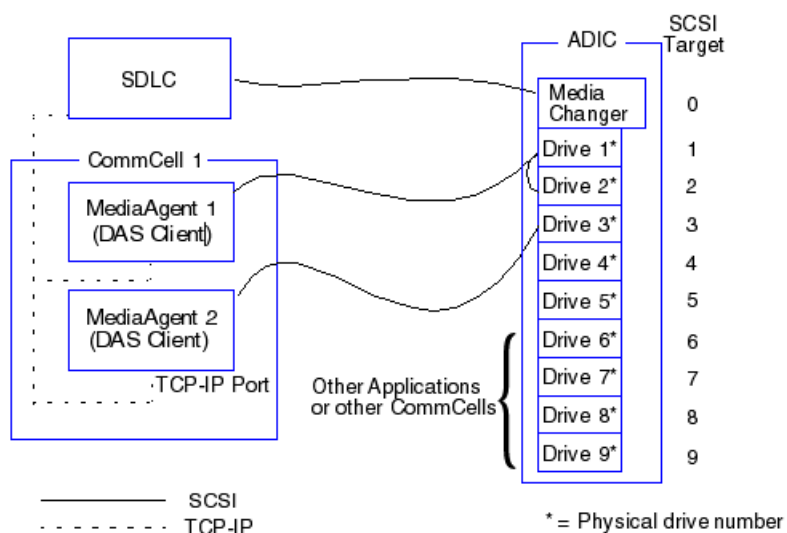 SDLC
CommCell 1
MediaAgent 1
(DAS Client)
MediaAgent 2
(DAS Client)
TCP-IP Port
ADIC
SCSI
Target
Media
Changer
0
Drive 1*
1
Drive 2*
2
Drive 3*
3
Drive 4*
4
Drive 5*
5
Drive 6*
6
Drive 7*
7
Drive 8*
8
Drive 9*
9
Other Applications
or other CommCells
SCSI
TCP-IP
* = Physical drive number